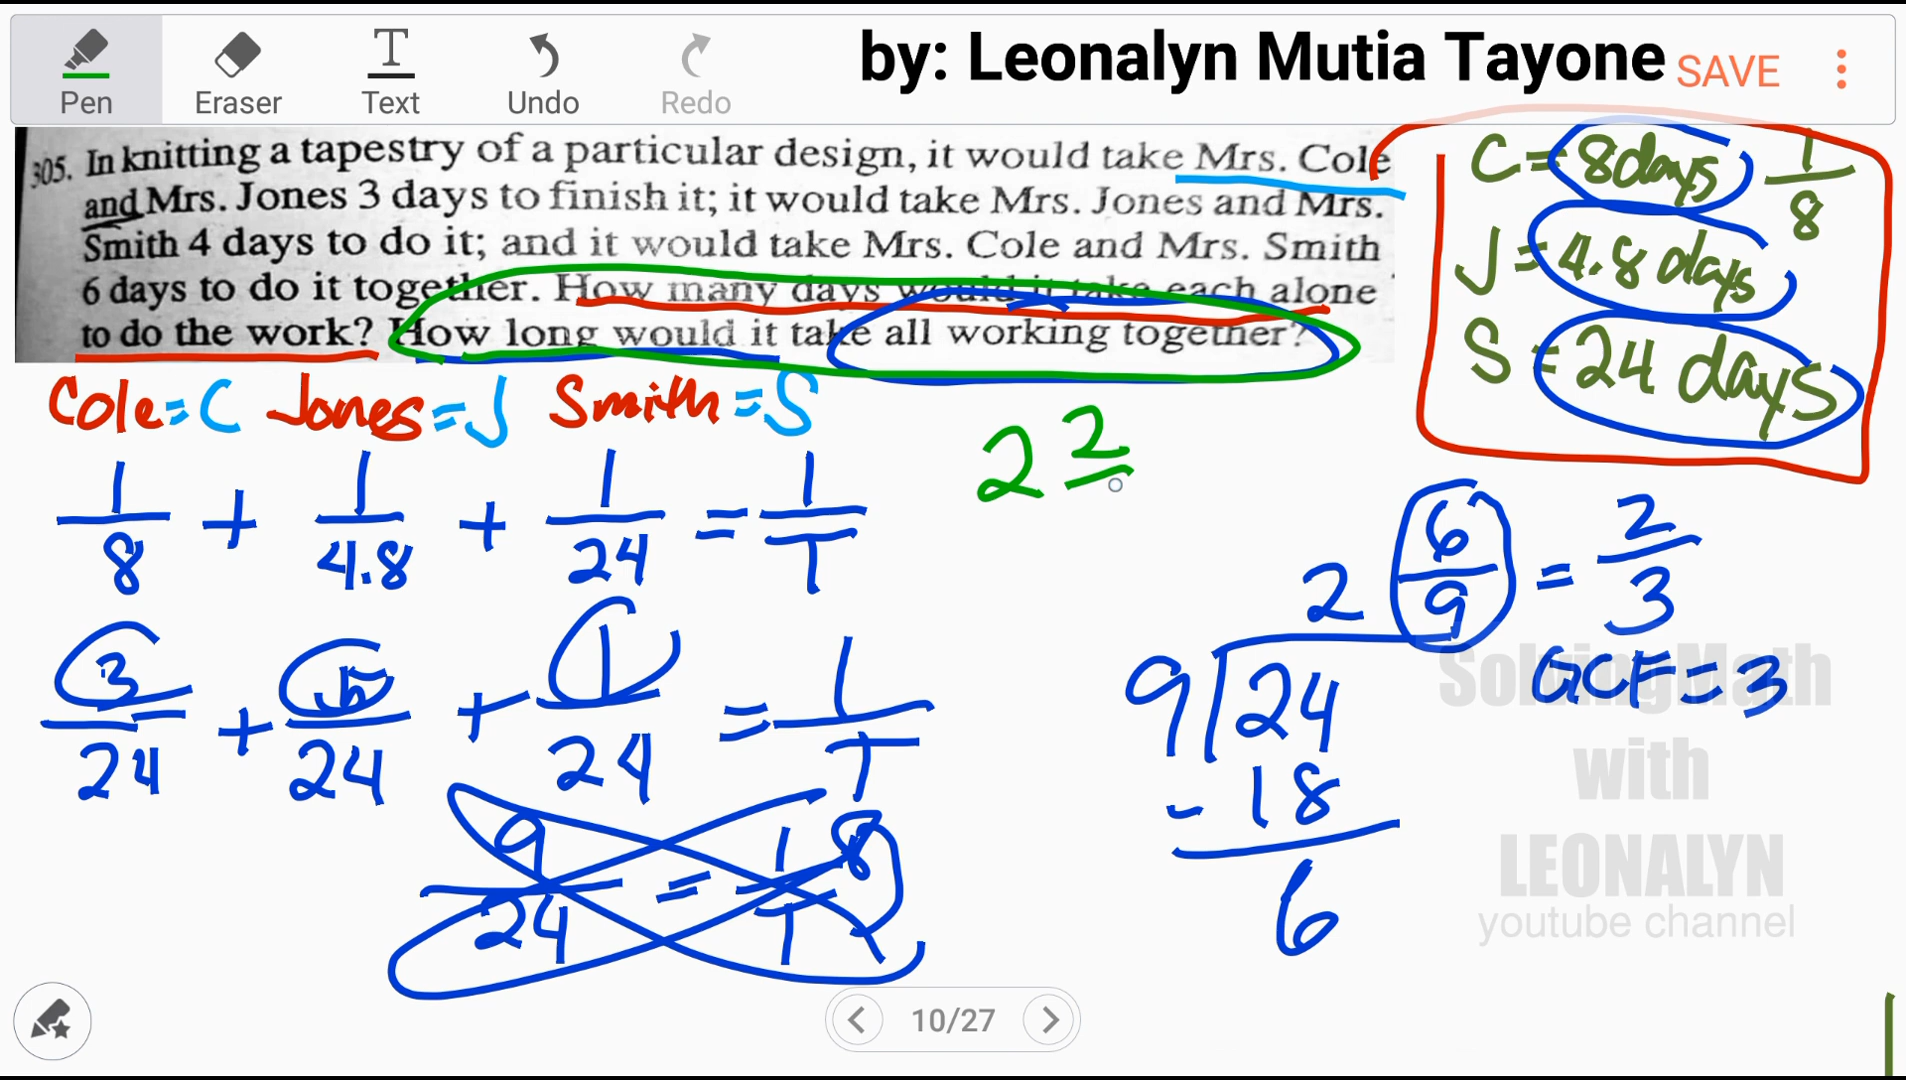 by: Leonalyn Mutia Tayone
SAVE
Pen
Eraser
Text
Undo
Redo
305. In knitting a tapestry of a particular design, it would take Mrs. Cole
and Mrs. Jones 3 days to finish it; it would take Mrs. Jones and Mrs.
Smith 4 days to do it; and it would take Mrs. Cole and Mrs. Smith
6 days to do it together. How many days would it take each alone
to do the work? How long would it take all working together?
C = 8 days 1/8
J = 4.8 days
S = 24 days
Cole = C Jones = J Smith = S
1/8 + 1/4.8 + 1/24 = 1/T
2 2
3/24 + 5/24 + 1/24 = 1/T
9/24 = 1/T 8
2 6/9 = 2/3
GCF = 3
9 24
- 18
6
SolvingMath
with
LEONALYN
youtube channel
10/27